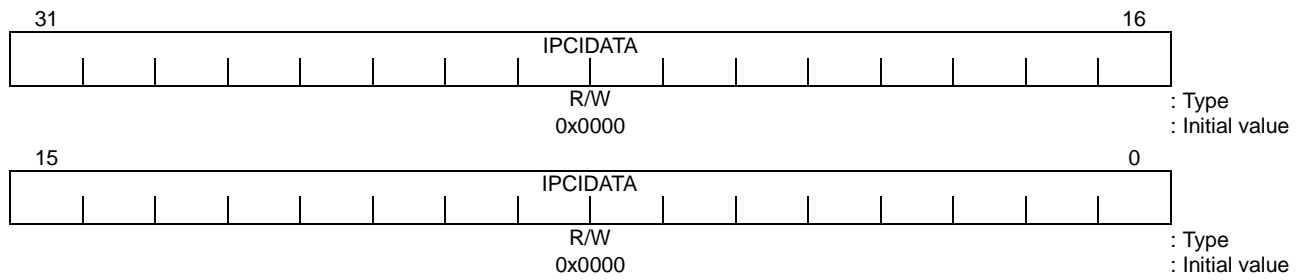 31 16
IPCIDATA
R/W : Type
0x0000 : Initial value
15 0
IPCIDATA
R/W : Type
0x0000 : Initial value